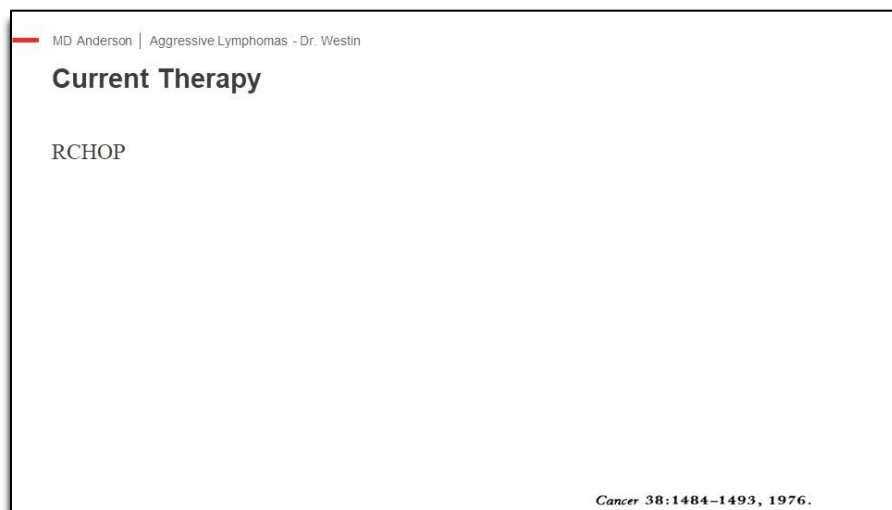 MD Anderson | Aggressive Lymphomas - Dr. Westin
Current Therapy
RCHOP
Cancer 38:1484–1493, 1976.